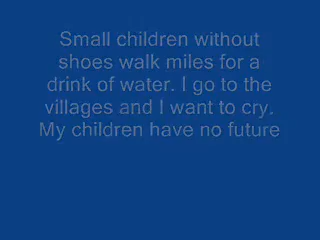 Small children without
shoes walk miles for a
drink of water. I go to the
villages and I want to cry.
My children have no future